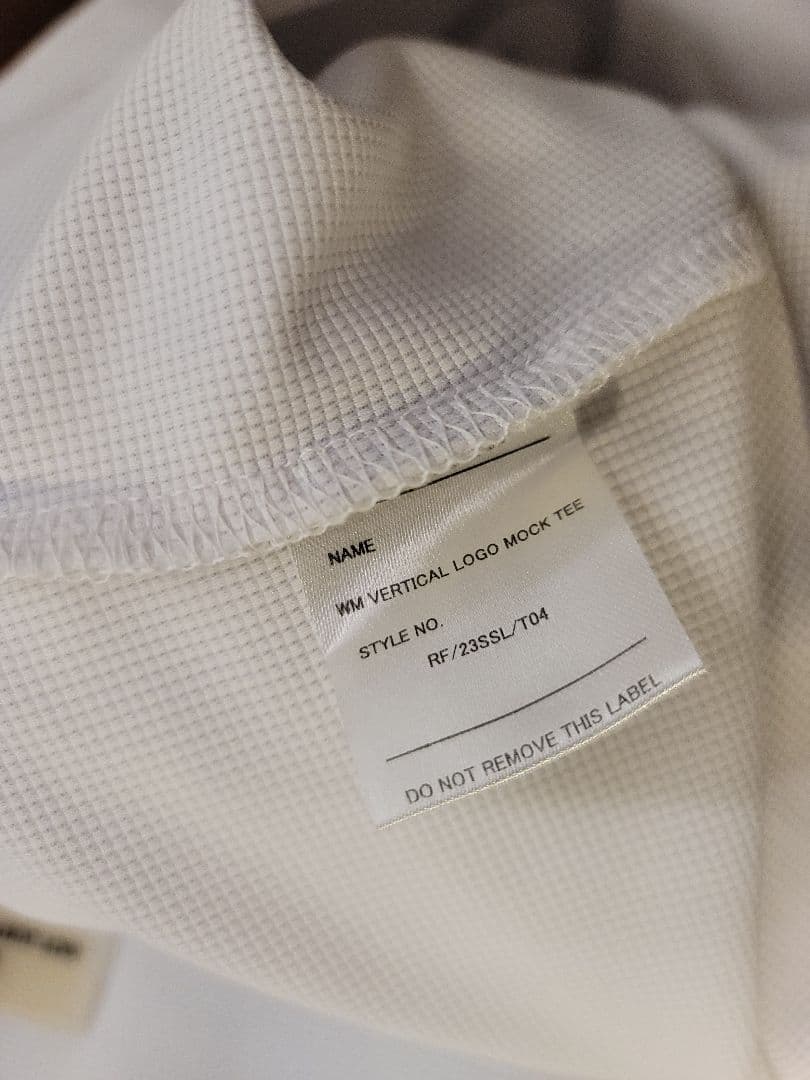 NAME
WM VERTICAL LOGO MOCK TEE
STYLE NO.
RF/23SSL/T04
DO NOT REMOVE THIS LABEL